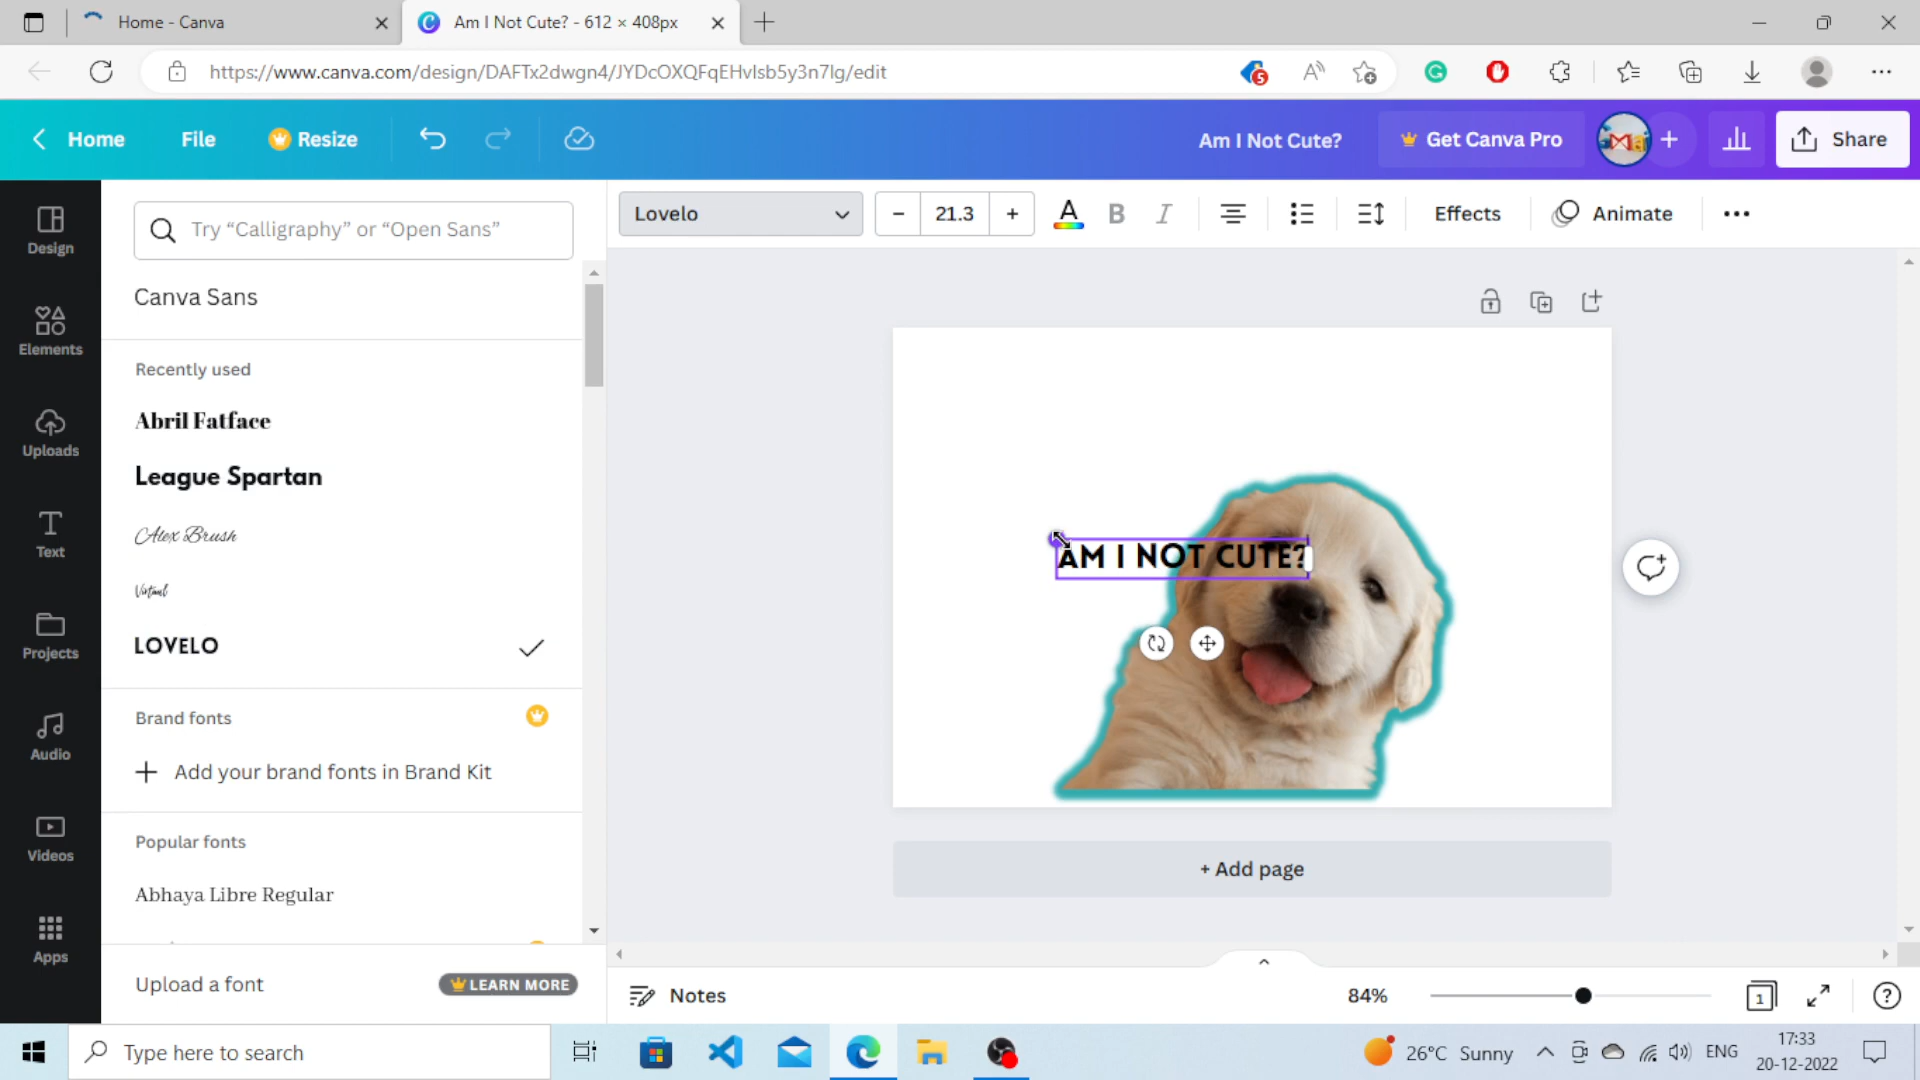 Home - Canva
Am I Not Cute? - 612 × 408px
https://www.canva.com/design/DAFTx2dwgn4/JYDcOXQFqEHvlsb5y3n7lg/edit
5
Home
File
Resize
Am I Not Cute?
Get Canva Pro
Share
Design
Elements
Uploads
Text
Projects
Audio
Videos
Apps
Try “Calligraphy” or “Open Sans”
Canva Sans
Recently used
Abril Fatface
League Spartan
Alex Brush
Virtual
LOVELO
Brand fonts
Add your brand fonts in Brand Kit
Popular fonts
Abhaya Libre Regular
Upload a font
LEARN MORE
Lovelo
− 21.3 +
A B I
Effects
Animate
AM I NOT CUTE?
+ Add page
Notes
84%
1
Type here to search
26°C Sunny
ENG
17:33
20-12-2022